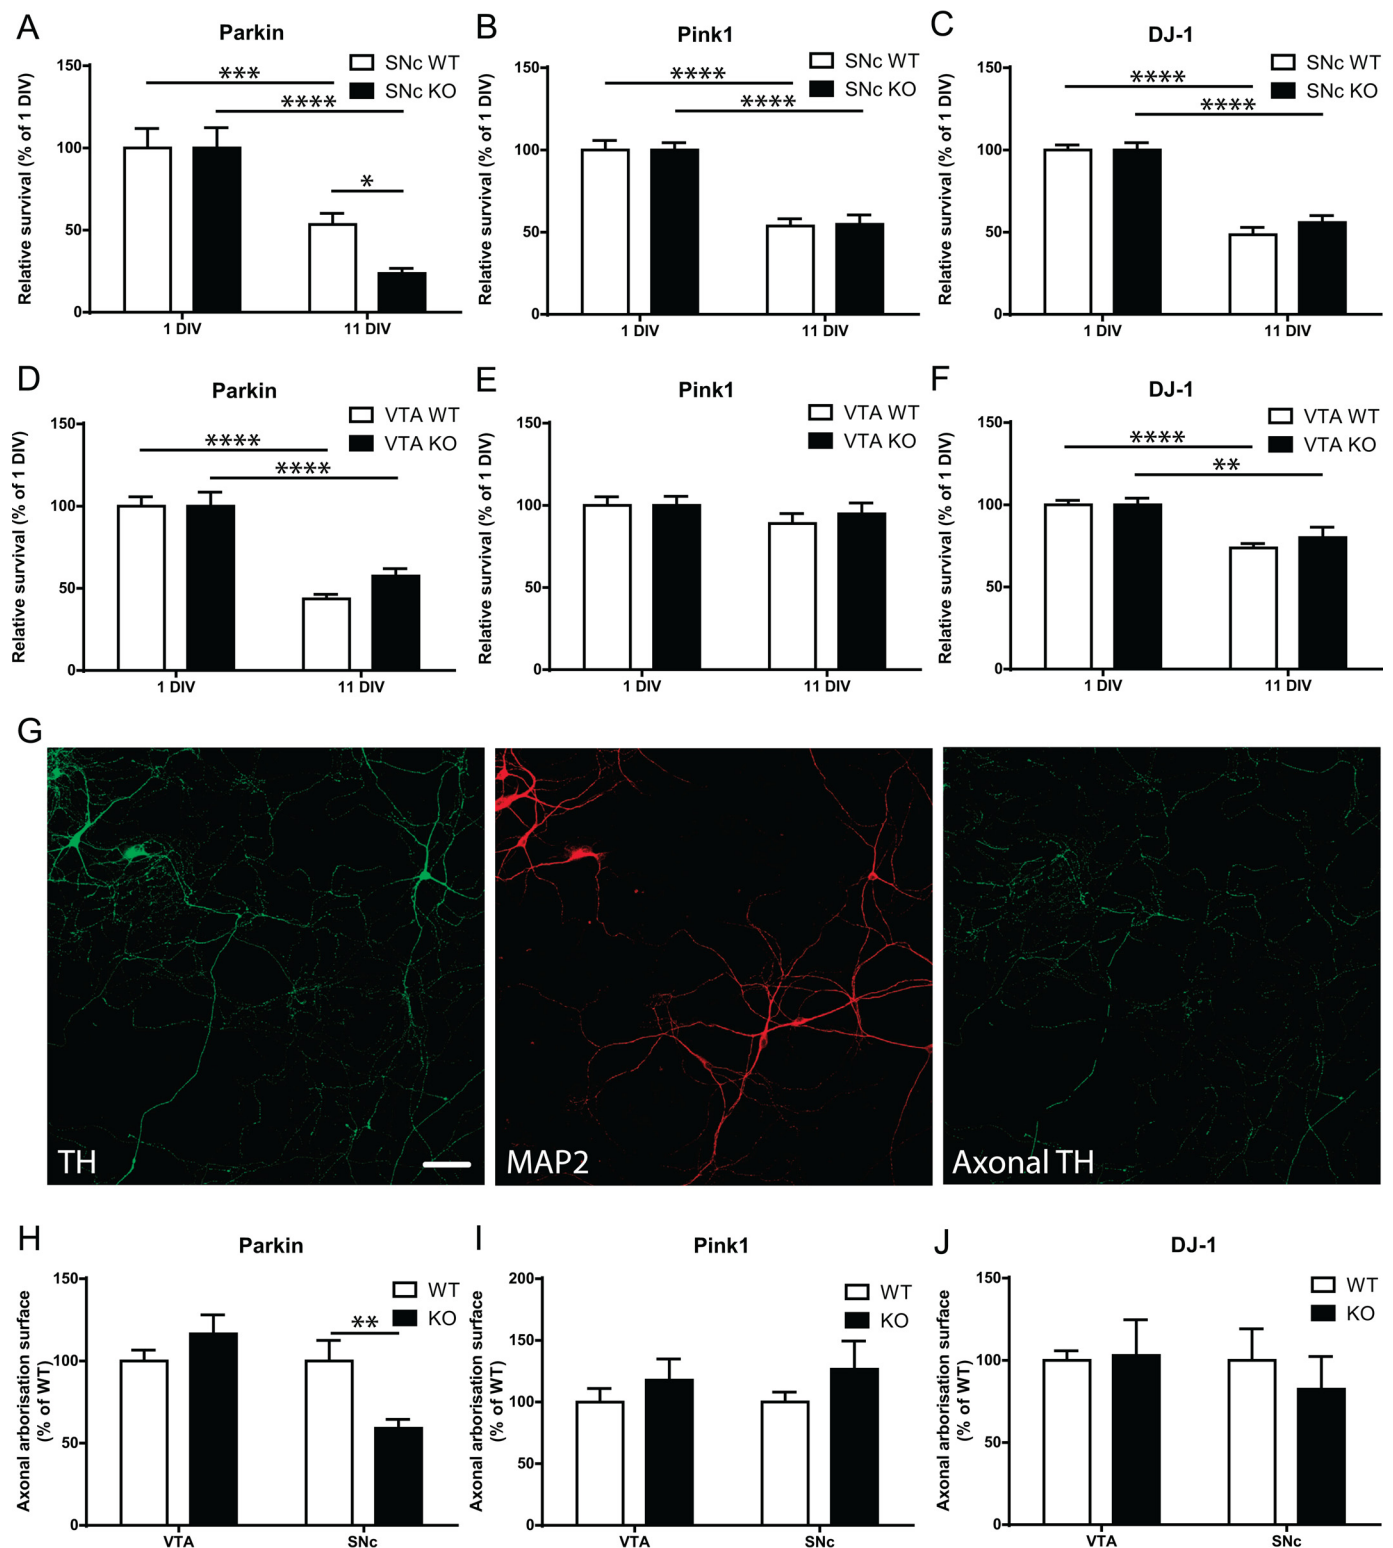 A
Parkin
SNc WT
SNc KO
***
****
*
Relative survival (% of 1 DIV)
150
100
50
0
1 DIV
11 DIV
B
Pink1
SNc WT
SNc KO
****
****
Relative survival (% of 1 DIV)
150
100
50
0
1 DIV
11 DIV
C
DJ-1
SNc WT
SNc KO
****
****
Relative survival (% of 1 DIV)
150
100
50
0
1 DIV
11 DIV
D
Parkin
VTA WT
VTA KO
****
****
Relative survival (% of 1 DIV)
150
100
50
0
1 DIV
11 DIV
E
Pink1
VTA WT
VTA KO
Relative survival (% of 1 DIV)
150
100
50
0
1 DIV
11 DIV
F
DJ-1
VTA WT
VTA KO
****
**
Relative survival (% of 1 DIV)
150
100
50
0
1 DIV
11 DIV
G
TH
MAP2
Axonal TH
H
Parkin
WT
KO
**
Axonal arborisation surface
(% of WT)
150
100
50
0
VTA
SNc
I
Pink1
WT
KO
Axonal arborisation surface
(% of WT)
200
150
100
50
0
VTA
SNc
J
DJ-1
WT
KO
Axonal arborisation surface
(% of WT)
150
100
50
0
VTA
SNc